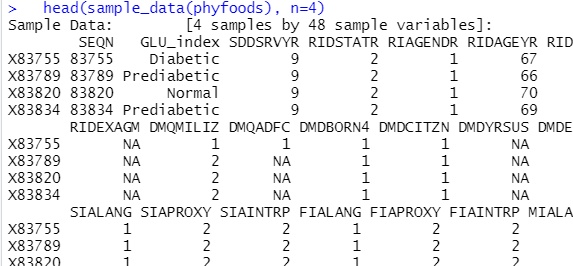 > head(sample_data(phyfoods), n=4)
Sample Data: [4 samples by 48 sample variables]:
SEQN GLU_index SDDSRVYR RIDSTATR RIAGENDR RIDAGEYR RID
X83755 83755 Diabetic 9 2 1 67
X83789 83789 Prediabetic 9 2 1 66
X83820 83820 Normal 9 2 1 70
X83834 83834 Prediabetic 9 2 1 69
RIDEXAGM DMQMILIZ DMQADFC DMDBORN4 DMDCITZN DMDYRSUS DMDE
X83755 NA 1 1 1 1 NA
X83789 NA 2 NA 1 1 NA
X83820 NA 2 NA 1 1 NA
X83834 NA 2 NA 1 1 NA
SIALANG SIAPROXY SIAINTRP FIALANG FIAPROXY FIAINTRP MIALA
X83755 1 2 2 1 2 2
X83789 1 2 2 1 2 2
X83820 1 2 2 1 2 2